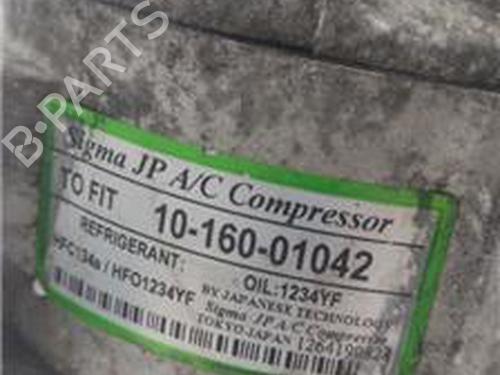 B-PARTS
Sigma JP A/C Compressor
TO FIT 10-160-01042
REFRIGERANT: OIL:1234YF
HFC134a / HFO1234YF BY JAPANESE TECHNOLOGY
Sigma JP A/C Compressor
TOKYO-JAPAN